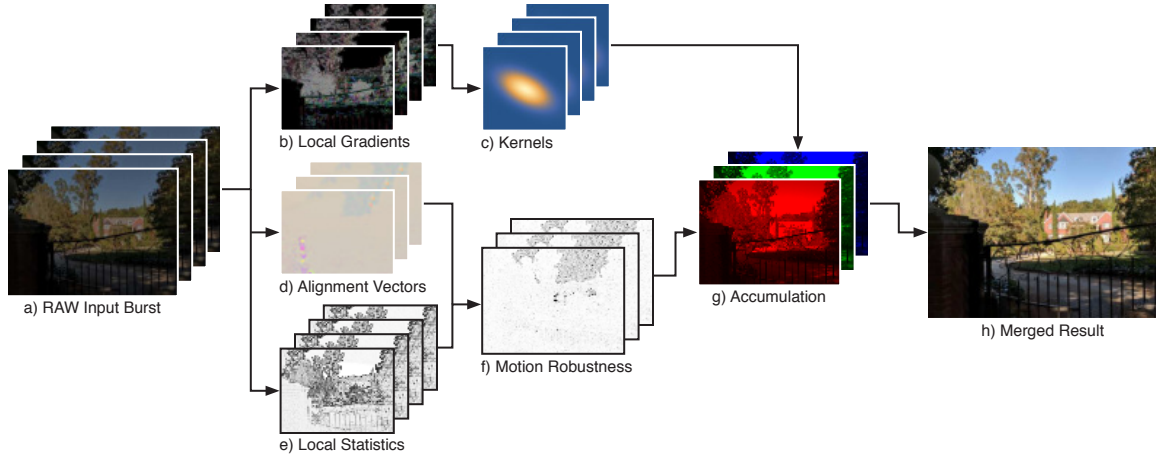 b) Local Gradients
c) Kernels
a) RAW Input Burst
d) Alignment Vectors
g) Accumulation
h) Merged Result
f) Motion Robustness
e) Local Statistics